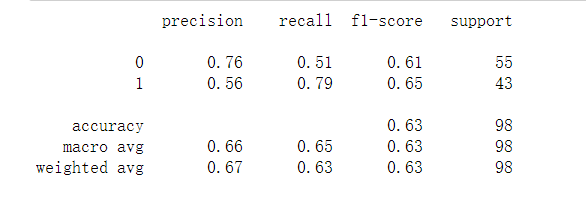 precision recall f1-score support
0 0.76 0.51 0.61 55
1 0.56 0.79 0.65 43
accuracy 0.63 98
macro avg 0.66 0.65 0.63 98
weighted avg 0.67 0.63 0.63 98